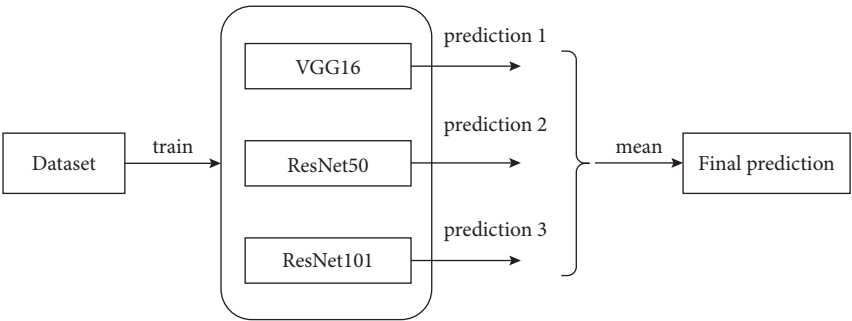 prediction 1
VGG16
prediction 2
Dataset
train
ResNet50
mean
Final prediction
prediction 3
ResNet101